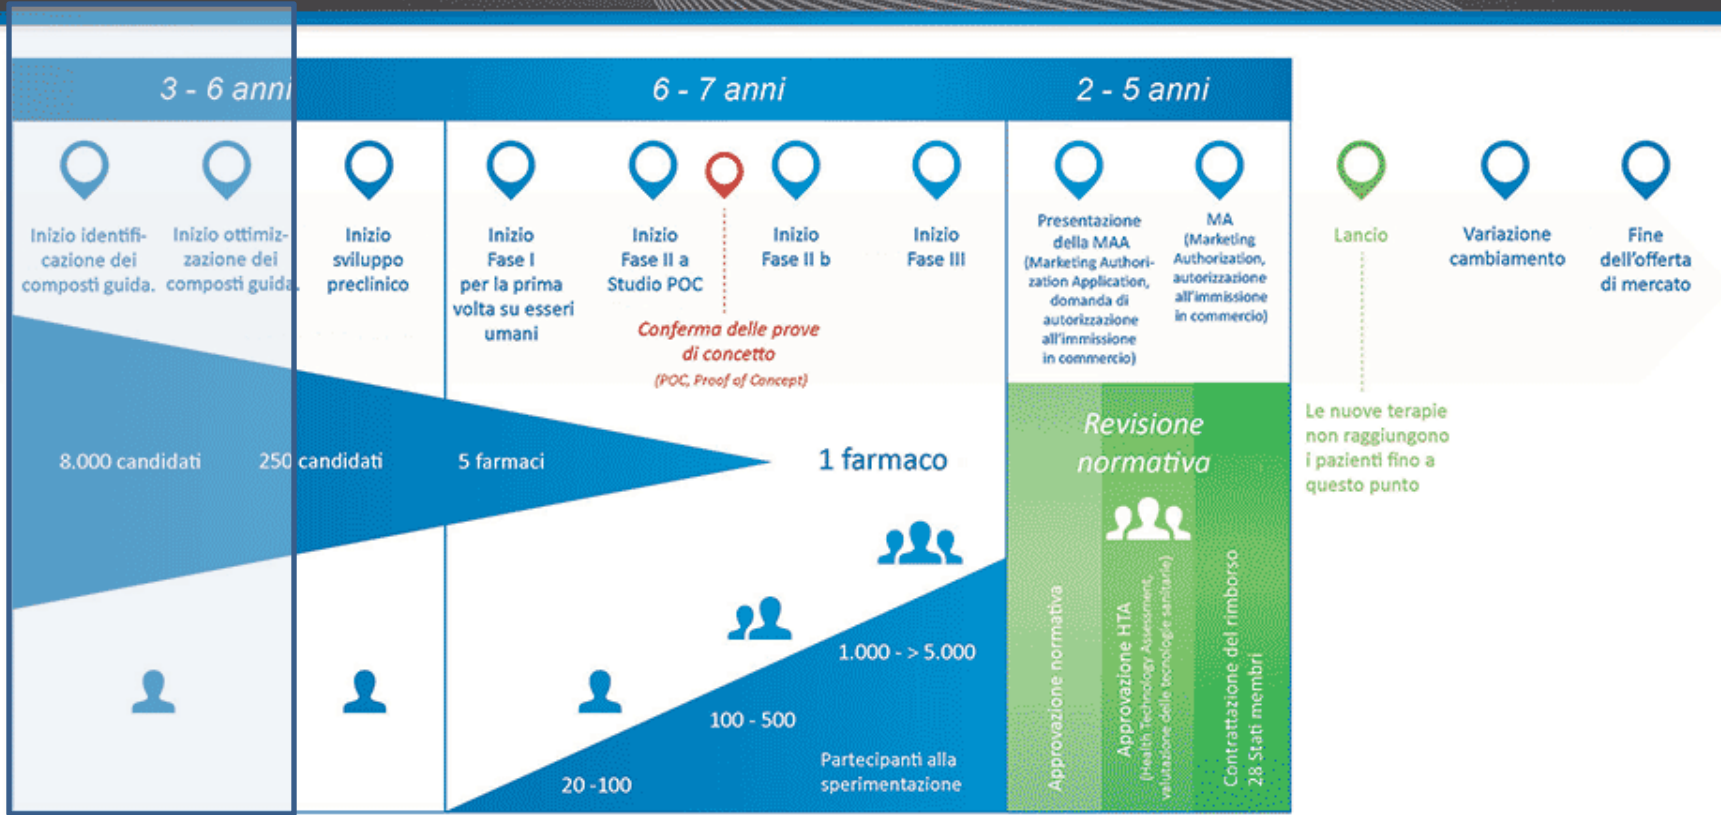 3 - 6 anni
6 - 7 anni
2 - 5 anni
Inizio identifi-
cazione dei
composti guida.
Inizio ottimiz-
zazione dei
composti guida.
Inizio
sviluppo
preclinico
Inizio
Fase I
per la prima
volta su esseri
umani
Inizio
Fase II a
Studio POC
Conferma delle prove
di concetto
(POC, Proof of Concept)
Inizio
Fase II b
Inizio
Fase III
Presentazione
della MAA
(Marketing Authori-
zation Application,
domanda di
autorizzazione
all'immissione
in commercio)
MA
(Marketing
Authorization,
autorizzazione
all'immissione
in commercio)
Lancio
Variazione
cambiamento
Fine
dell'offerta
di mercato
8.000 candidati
250 candidati
5 farmaci
1 farmaco
Revisione
normativa
Le nuove terapie
non raggiungono
i pazienti fino a
questo punto
20 -100
100 - 500
1.000 - > 5.000
Partecipanti alla
sperimentazione
Approvazione normativa
Approvazione HTA
(Health Technology Assessment,
valutazione delle tecnologie sanitarie)
Contrattazione del rimborso
28 Stati membri